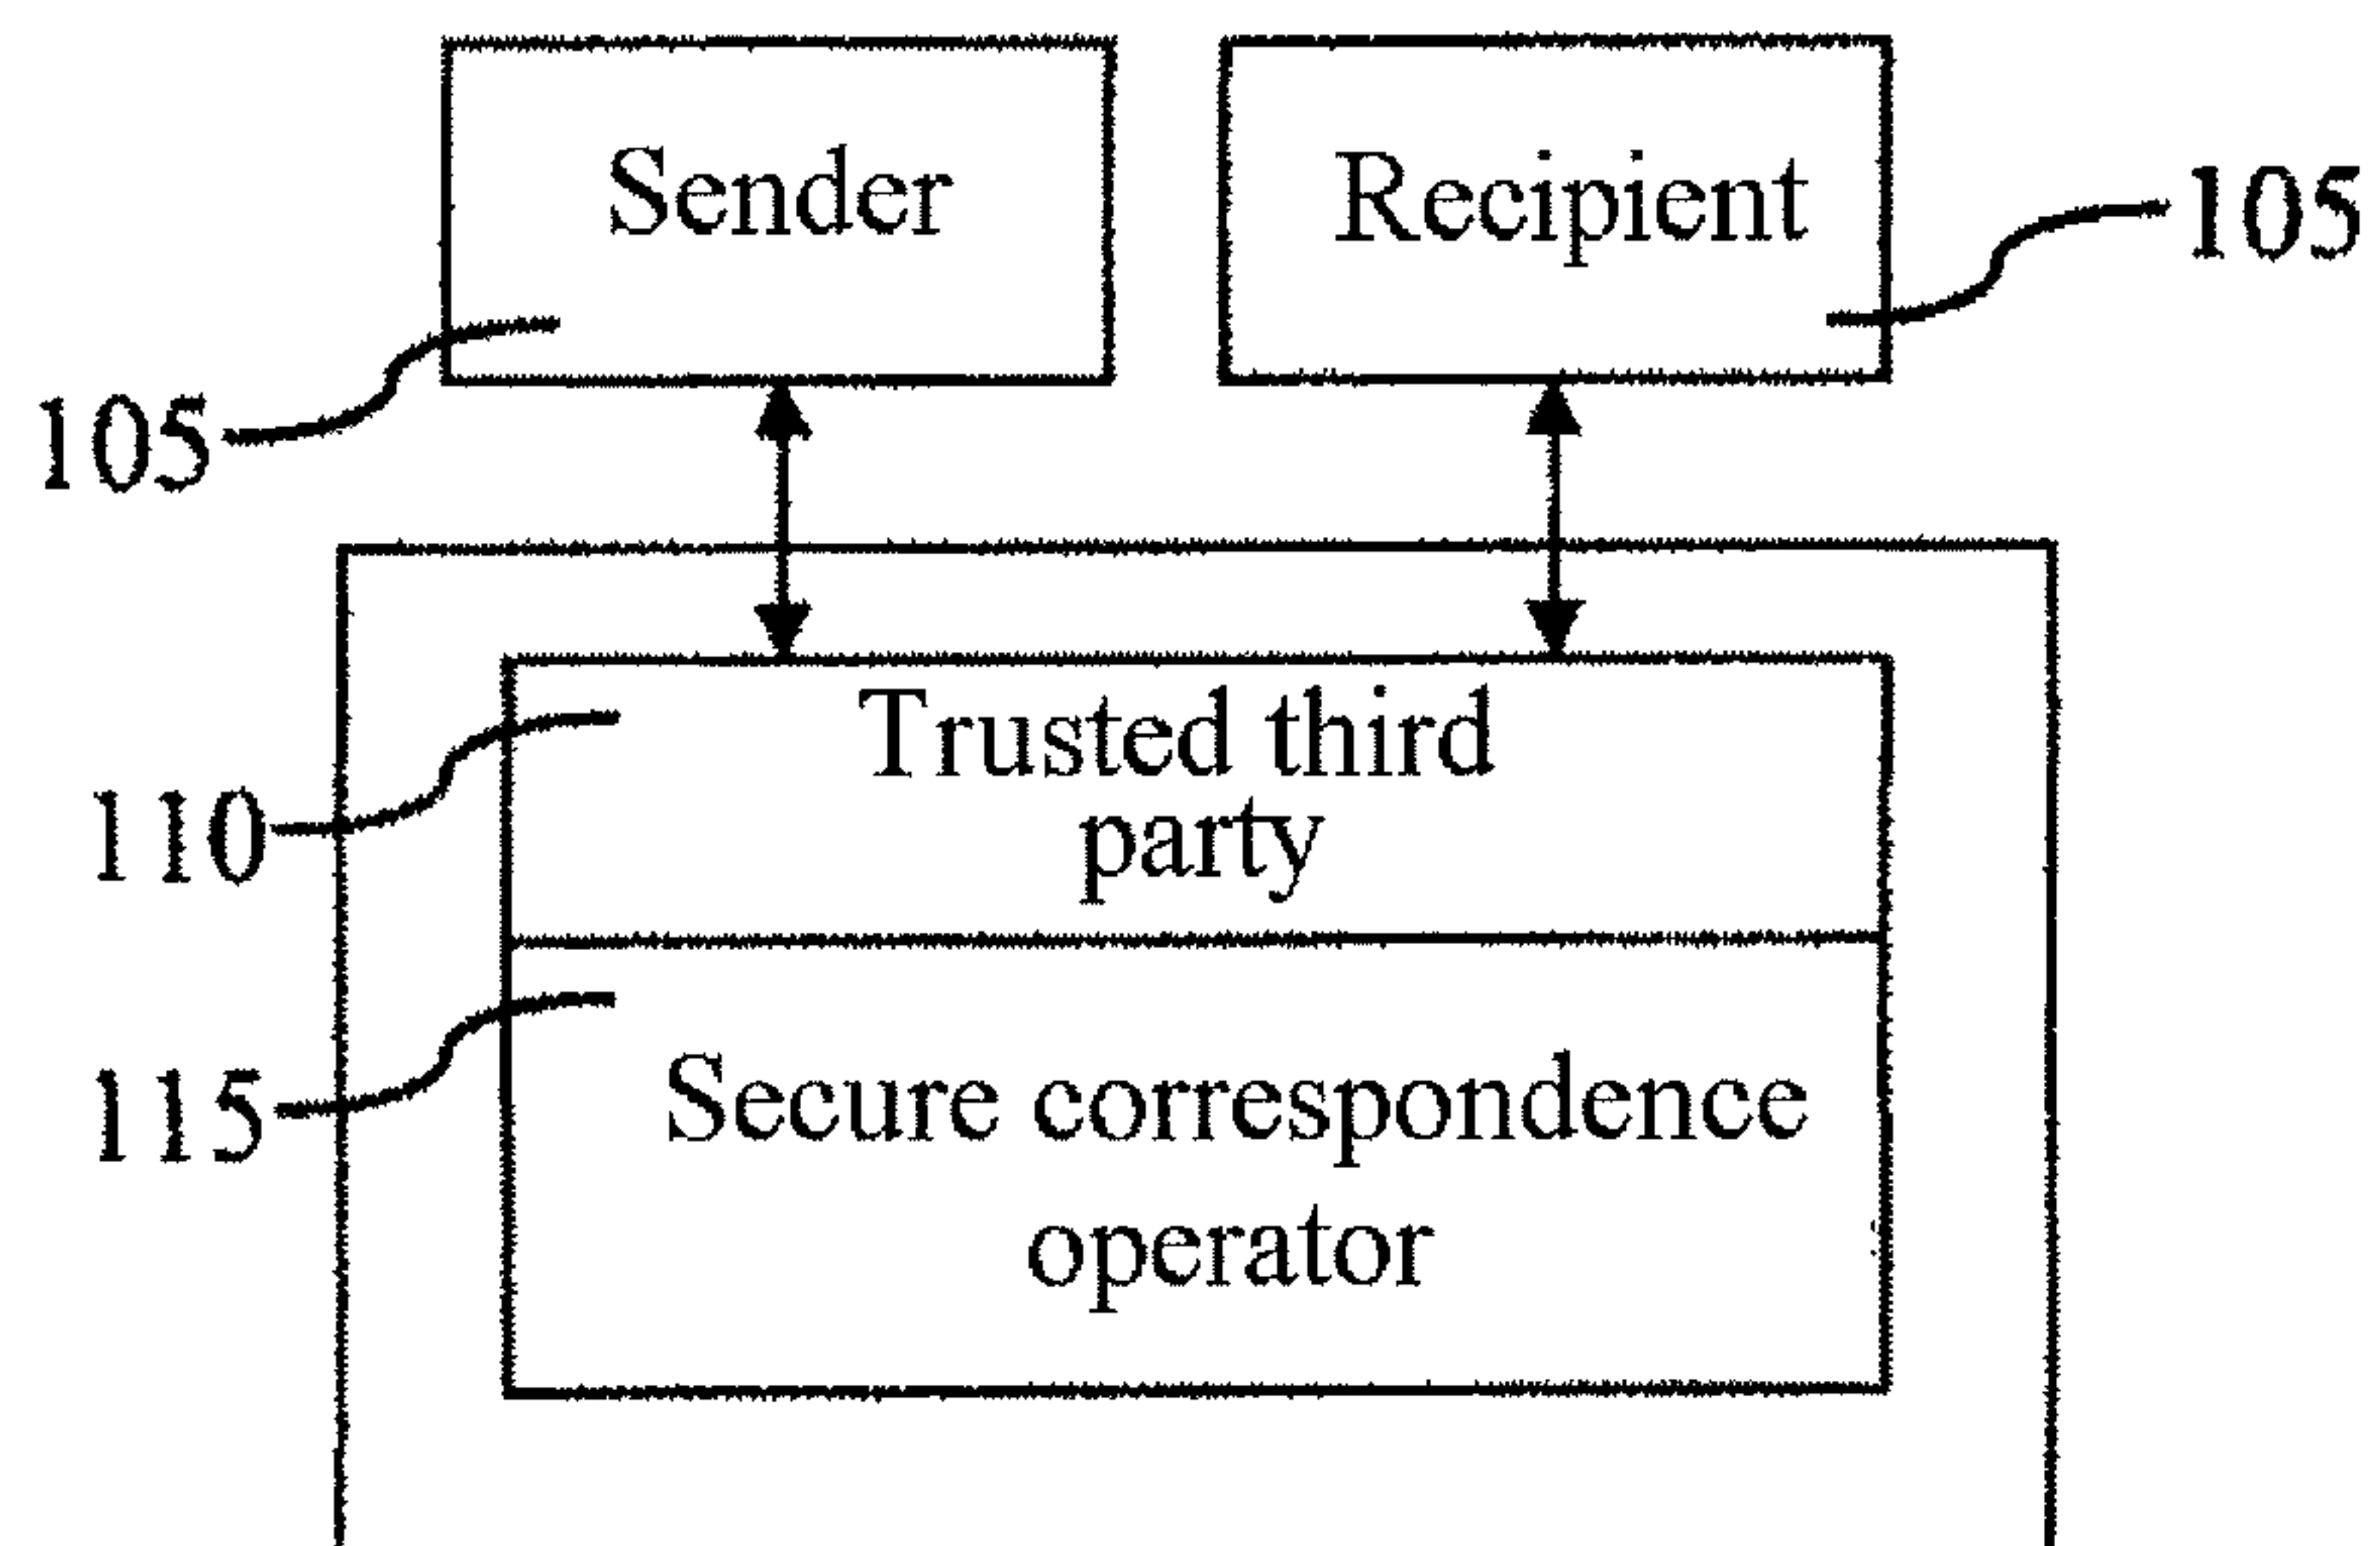 Sender
Recipient
105
105
Trusted third
party
110
115
Secure correspondence
operator